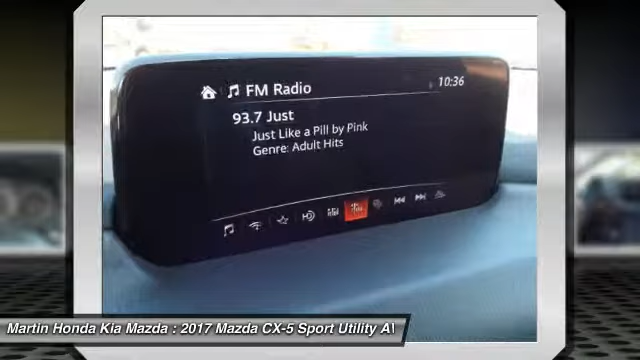 FM Radio
10:36
93.7 Just
Just Like a Pill by Pink
Genre: Adult Hits
HD
Martin Honda Kia Mazda : 2017 Mazda CX-5 Sport Utility A